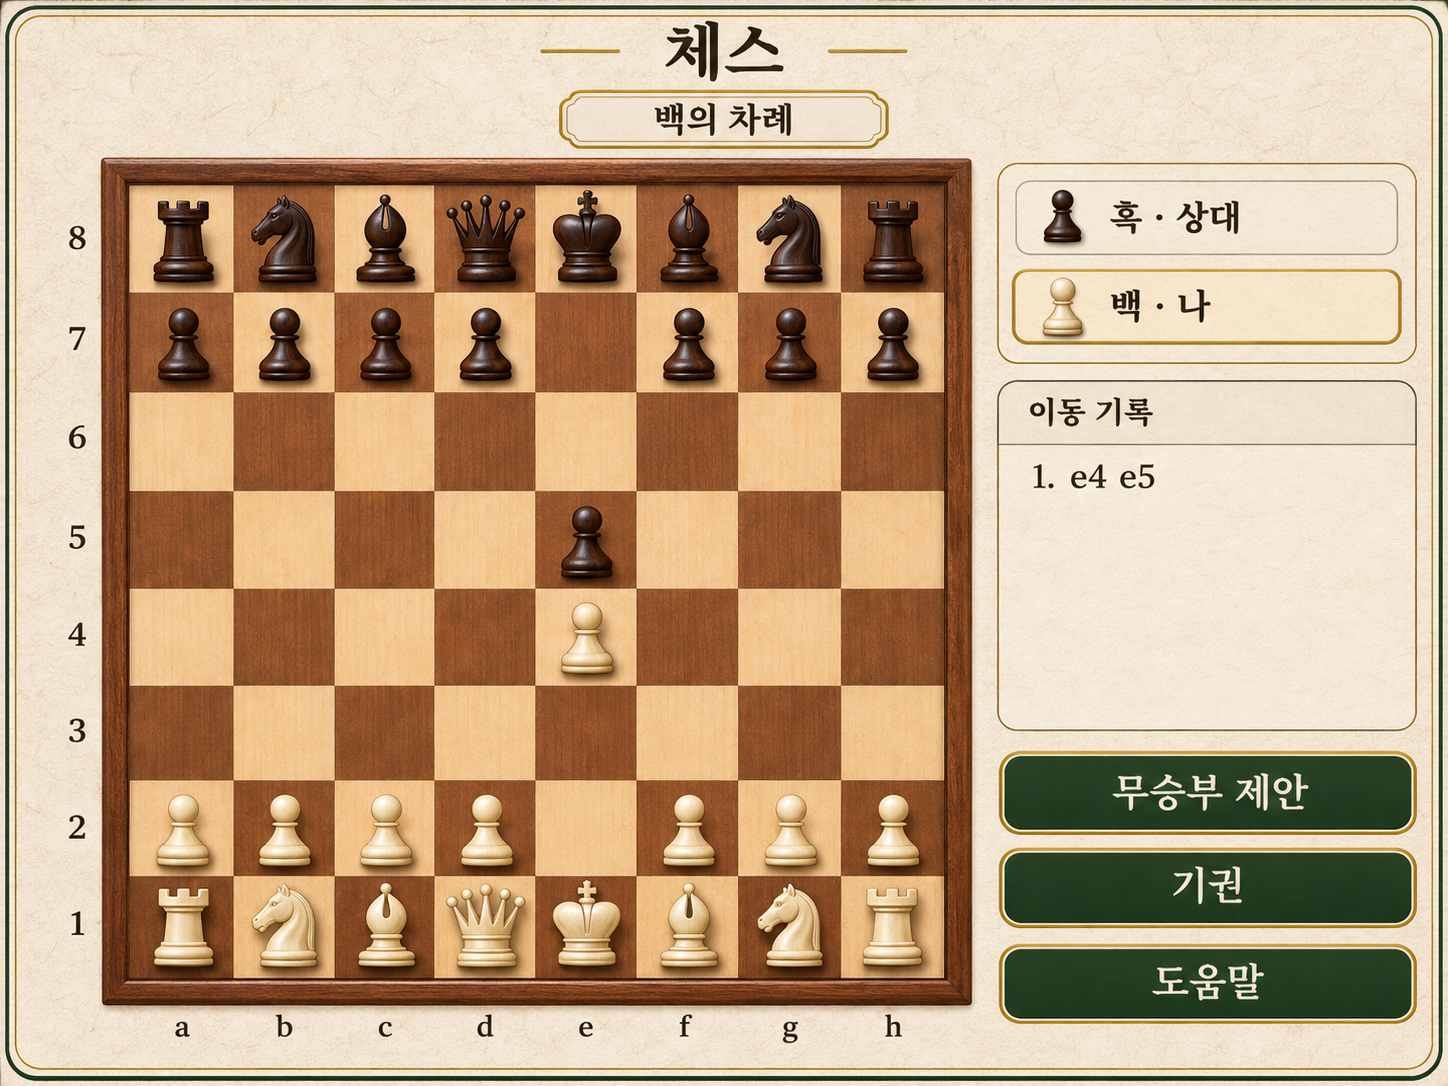 체스
백의 차례
8
7
6
5
4
3
2
1
a b c d e f g h
흑 · 상대
백 · 나
이동 기록
1. e4 e5
무승부 제안
기권
도움말